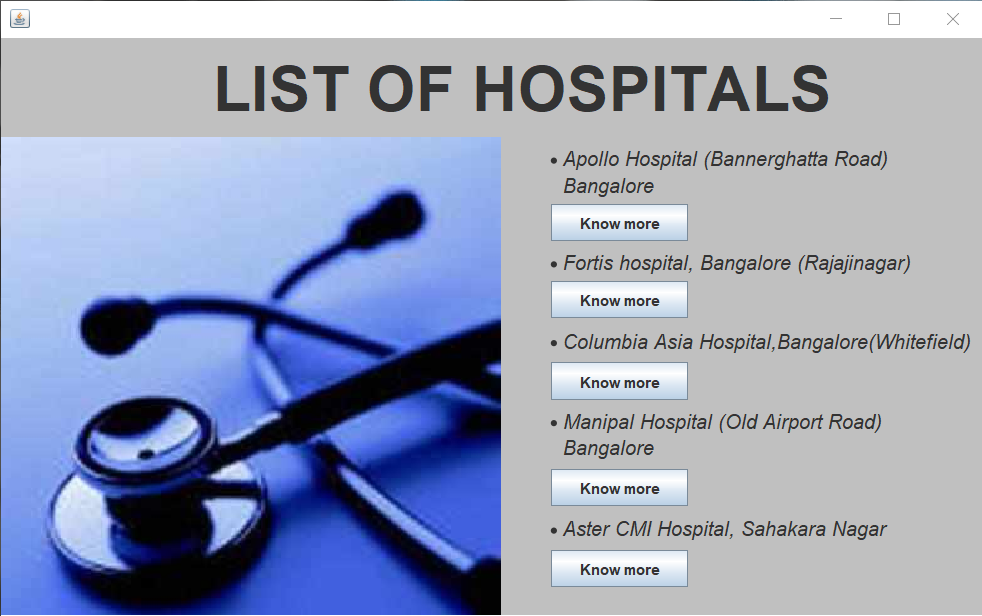 LIST OF HOSPITALS
• Apollo Hospital (Bannerghatta Road)
Bangalore
Know more
• Fortis hospital, Bangalore (Rajajinagar)
Know more
• Columbia Asia Hospital,Bangalore(Whitefield)
Know more
• Manipal Hospital (Old Airport Road)
Bangalore
Know more
• Aster CMI Hospital, Sahakara Nagar
Know more